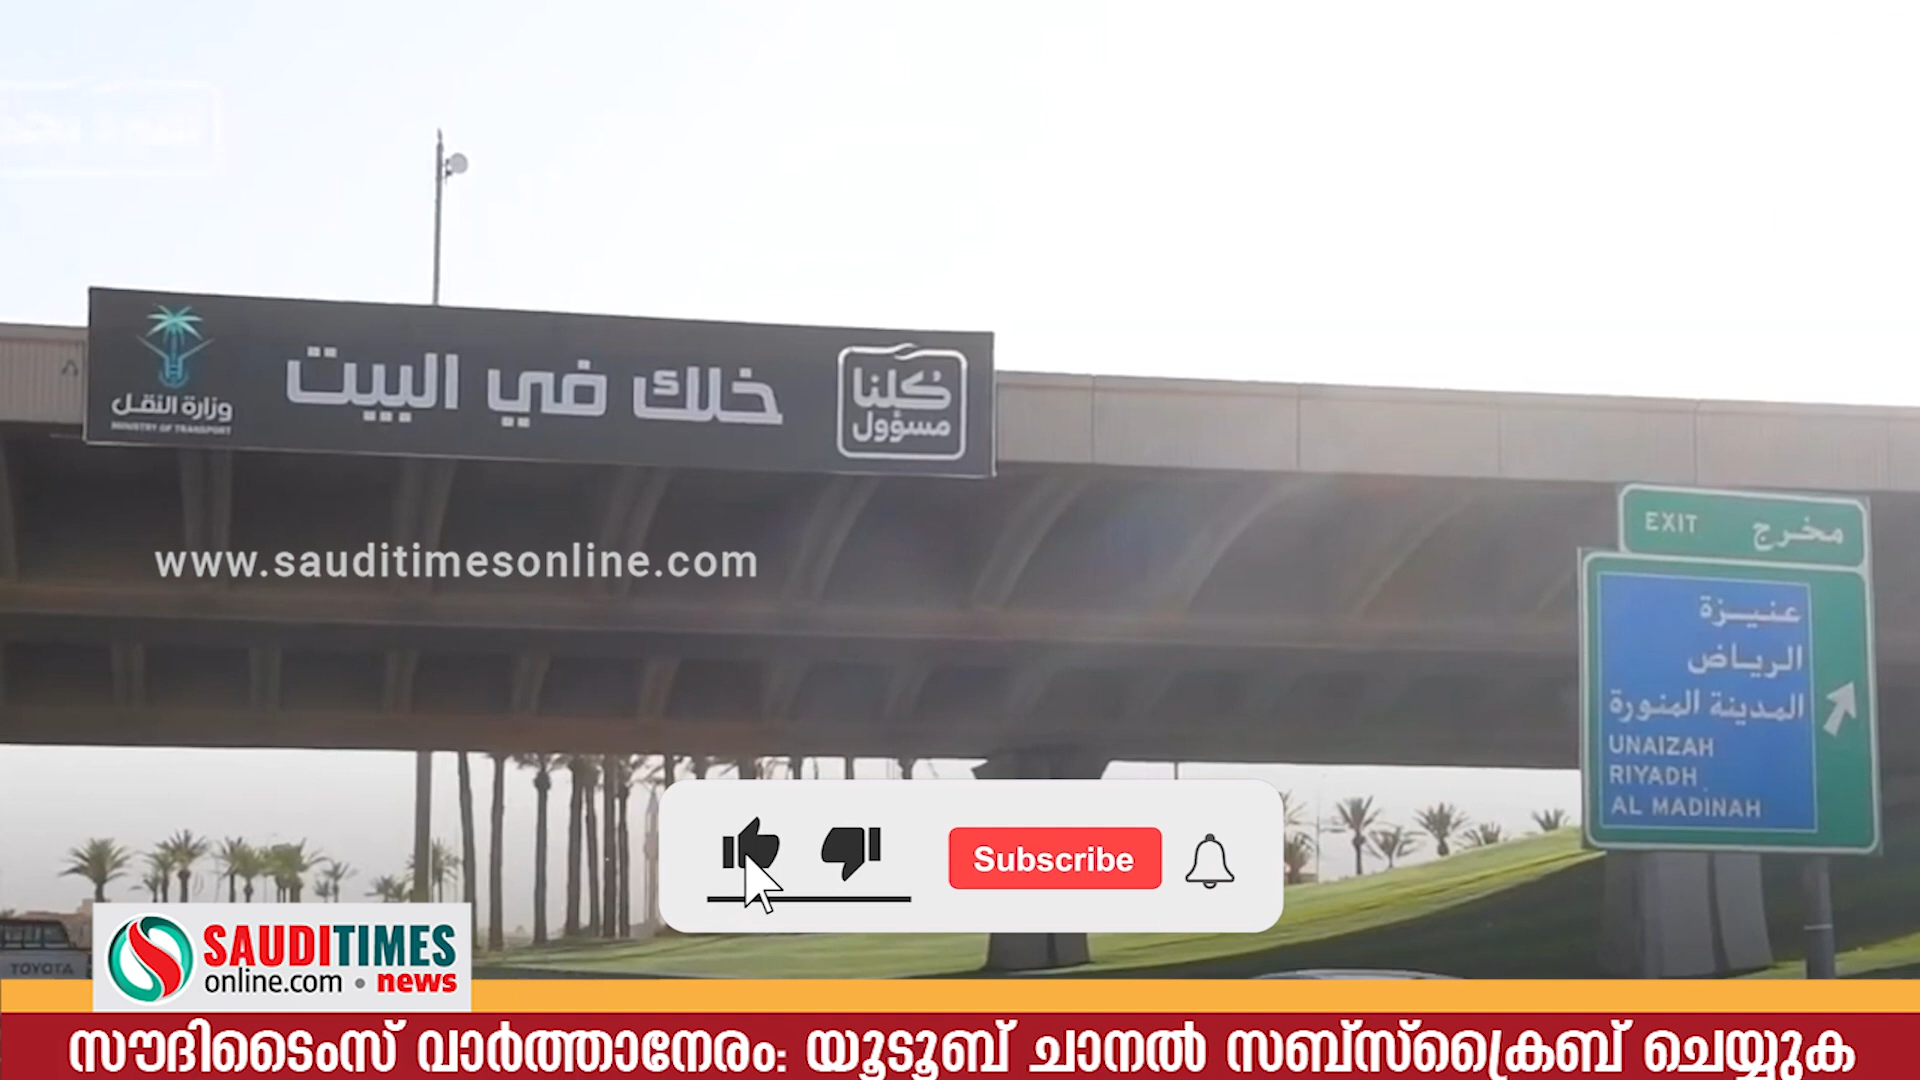 خلك في البيت
كلنا
مسؤول
وزارة النقل
MINISTRY OF TRANSPORT
www.sauditimesonline.com
EXIT مخرج
عنيزة
الرياض
المدينة المنورة
UNAIZAH
RIYADH
AL MADINAH
Subscribe
TOYOTA
SAUDITIMES
online.com • news
സൗദിടൈംസ് വാർത്താനേരം: യൂടൂബ് ചാനൽ സബ്സ്ക്രൈബ് ചെയ്യുക